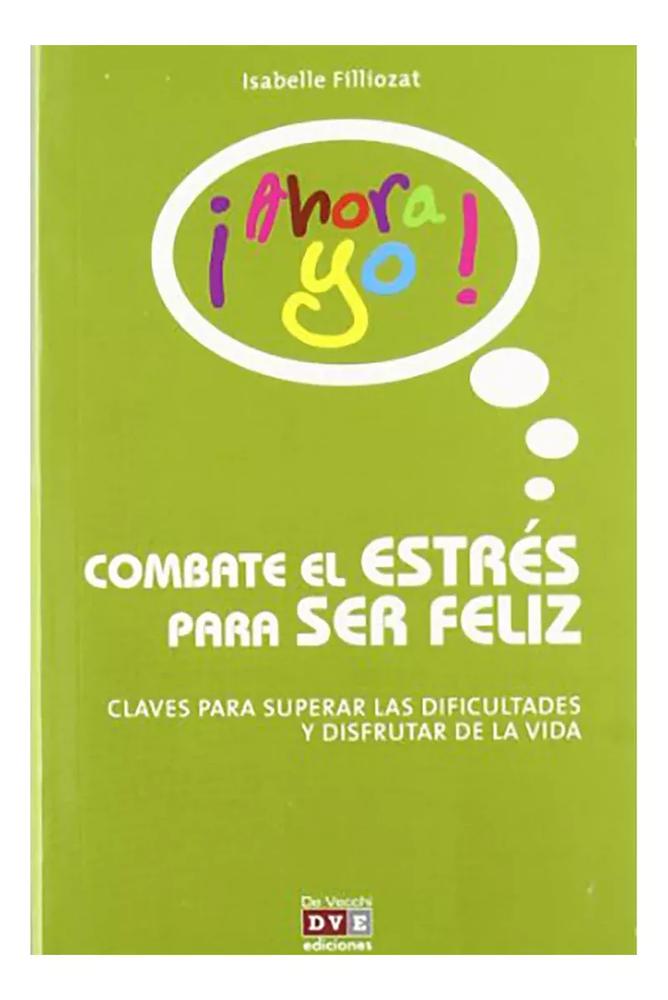 Isabelle Filliozat
¡Ahora
yo!
COMBATE EL ESTRÉS
PARA SER FELIZ
CLAVES PARA SUPERAR LAS DIFICULTADES
Y DISFRUTAR DE LA VIDA
De Vecchi
DVE
ediciones